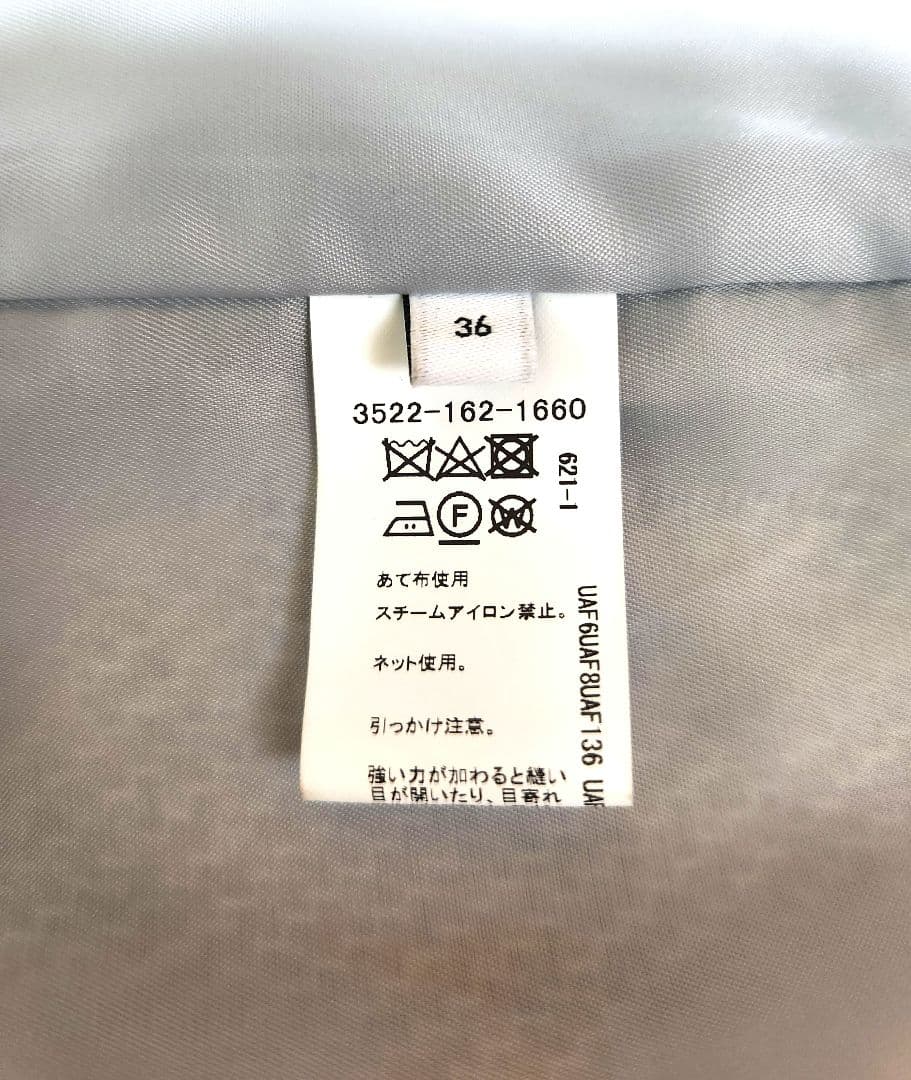 36
3522-162-1660
621-1
F
W
あて布使用
スチームアイロン禁止。
ネット使用。
引っかけ注意。
強い力が加わると縫い
目が開いたり、目寄れ
UAF6UAF8UAF136 UAF